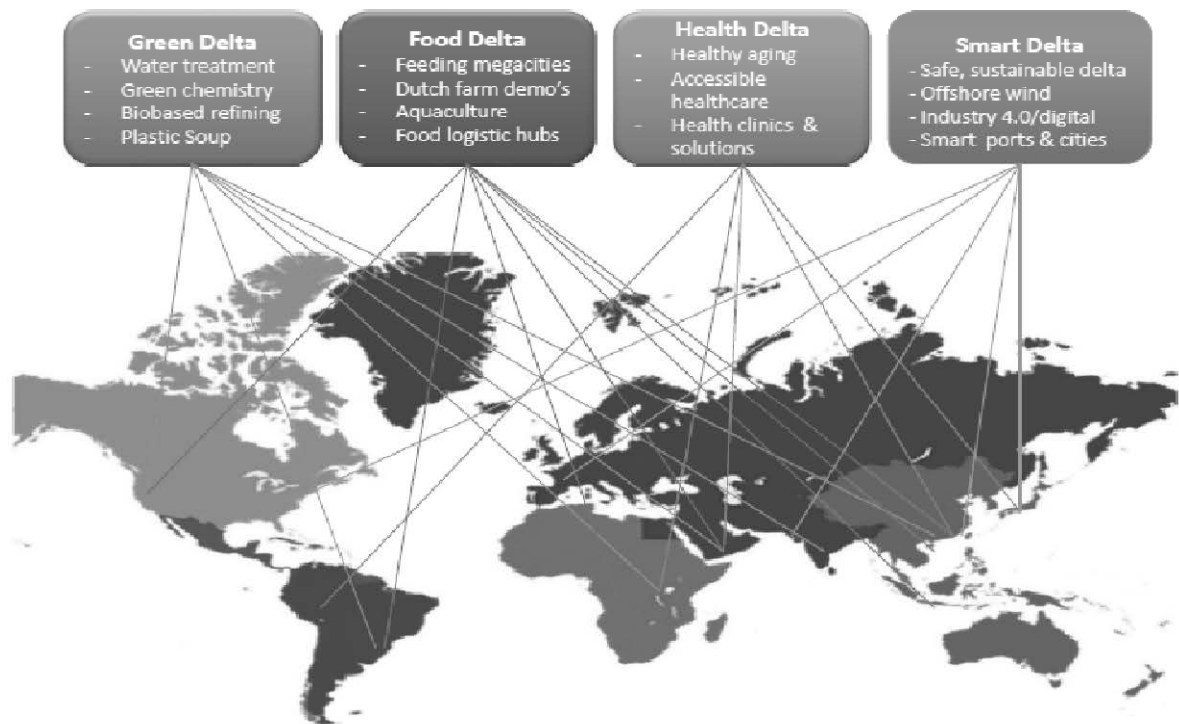 Green Delta
- Water treatment
- Green chemistry
- Biobased refining
- Plastic Soup
Food Delta
- Feeding megacities
- Dutch farm demo's
- Aquaculture
- Food logistic hubs
Health Delta
- Healthy aging
- Accessible
healthcare
- Health clinics &
solutions
Smart Delta
- Safe, sustainable delta
- Offshore wind
- Industry 4.0/digital
- Smart ports & cities